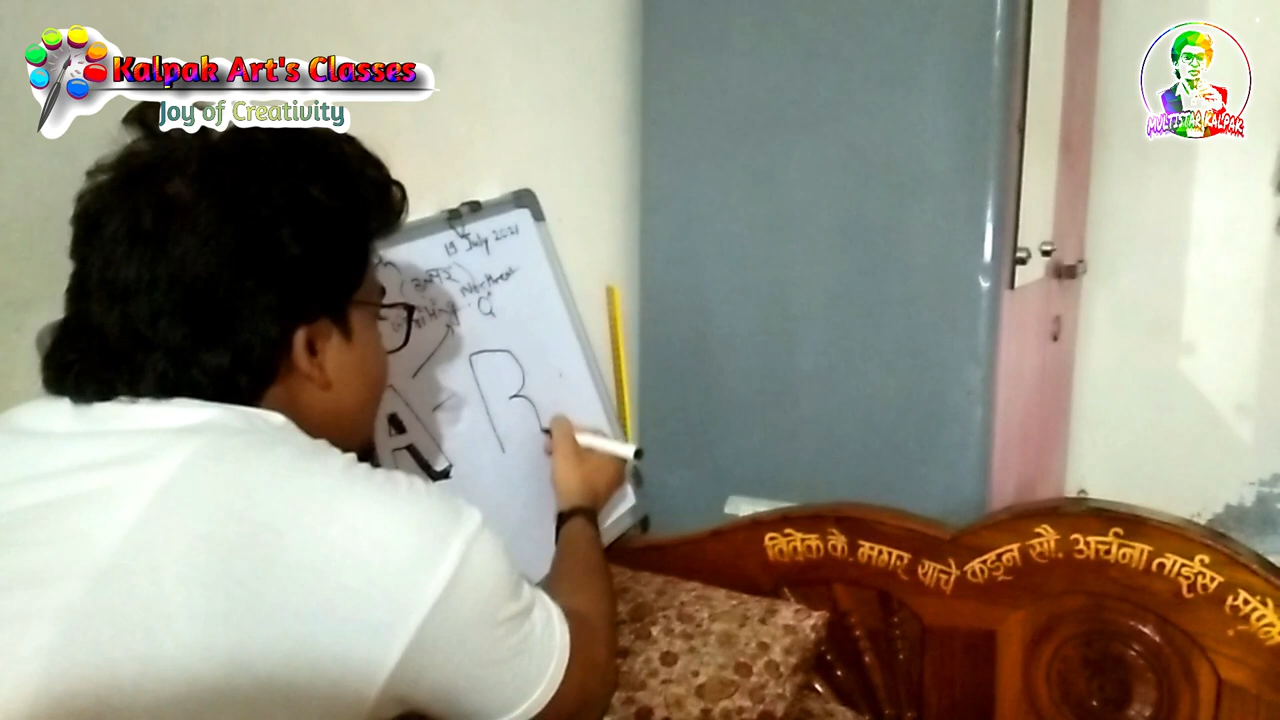 Kalpak Art's Classes
Joy of Creativity
MULTISTAR KALPAK
19 July 2021
A
R
विवेक के. मगर याचे कडून सौ. अर्चना ताईस सप्रेम